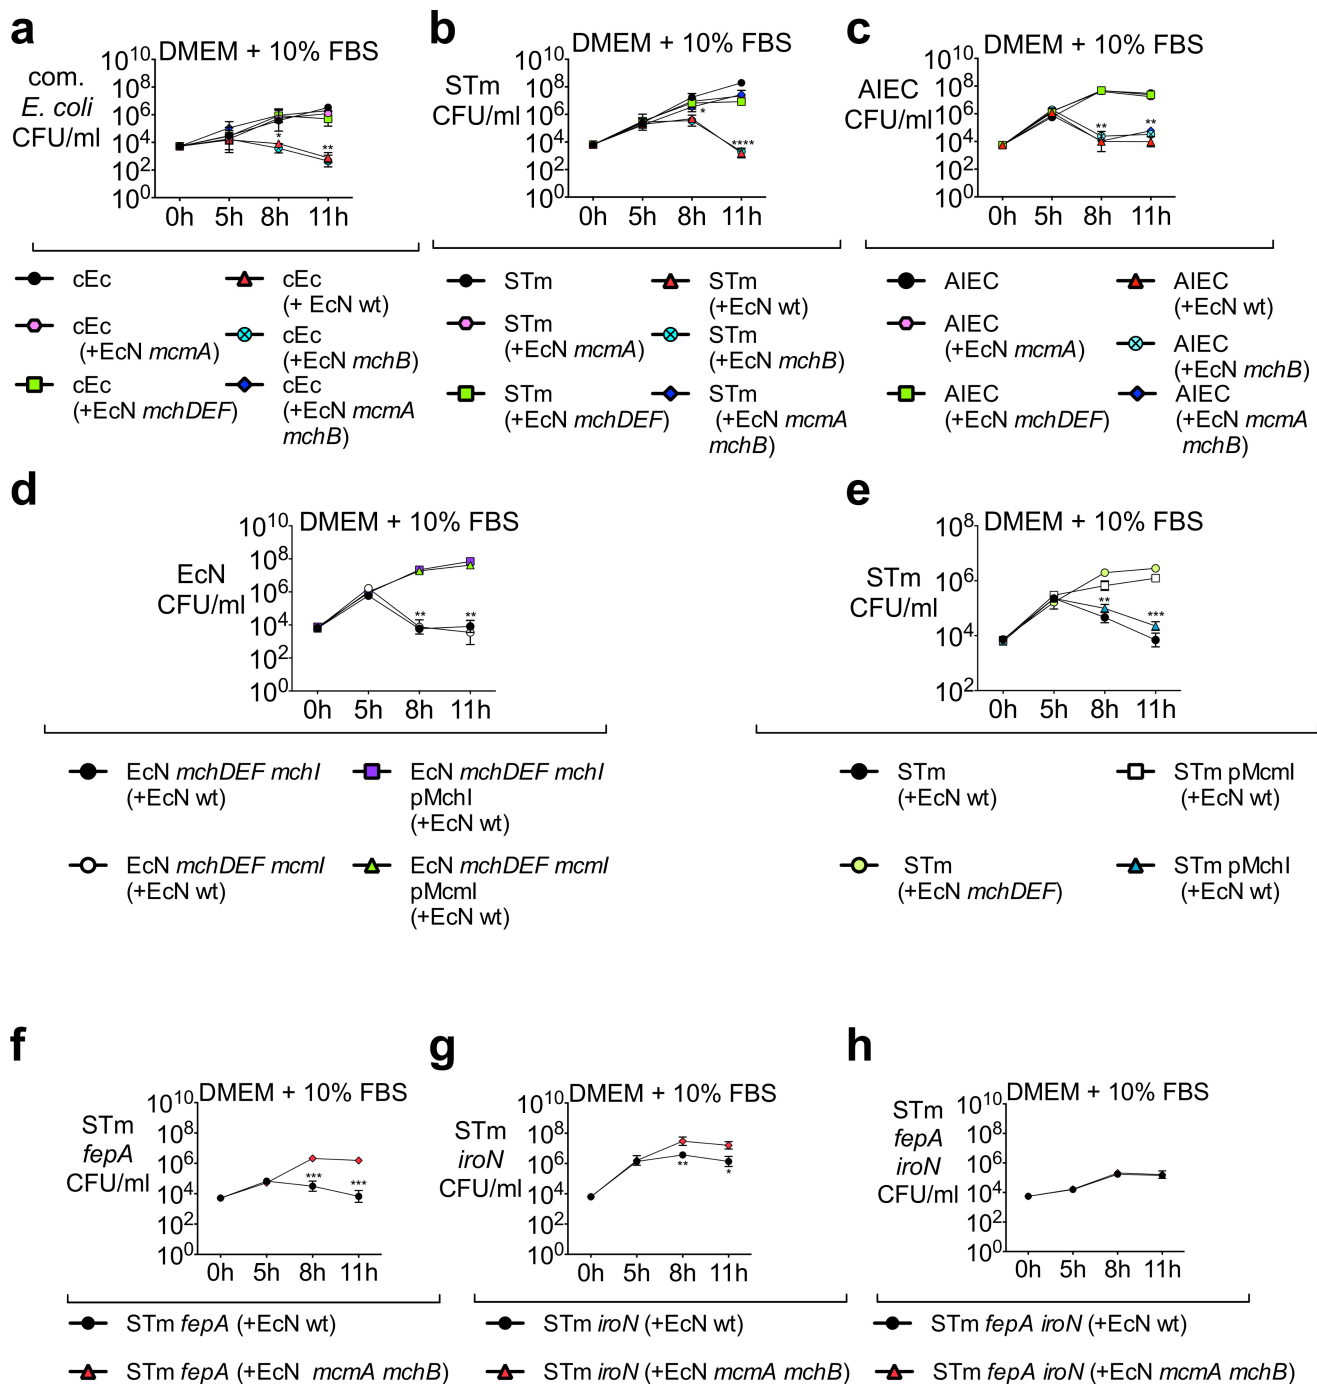 a
DMEM + 10% FBS
com.
E. coli
CFU/ml
10^10
10^8
10^6
10^4
10^2
10^0
*
**
0h 5h 8h 11h
cEc
cEc
(+EcN mcmA)
cEc
(+EcN mchDEF)
cEc
(+ EcN wt)
cEc
(+EcN mchB)
cEc
(+EcN mcmA
mchB)
b
DMEM + 10% FBS
STm
CFU/ml
10^10
10^8
10^6
10^4
10^2
10^0
*
****
0h 5h 8h 11h
STm
STm
(+EcN mcmA)
STm
(+EcN mchDEF)
STm
(+EcN wt)
STm
(+EcN mchB)
STm
(+EcN mcmA
mchB)
c
DMEM + 10% FBS
AIEC
CFU/ml
10^10
10^8
10^6
10^4
10^2
10^0
**
**
0h 5h 8h 11h
AIEC
AIEC
(+EcN mcmA)
AIEC
(+EcN mchDEF)
AIEC
(+EcN wt)
AIEC
(+EcN mchB)
AIEC
(+EcN mcmA
mchB)
d
DMEM + 10% FBS
EcN
CFU/ml
10^10
10^8
10^6
10^4
10^2
10^0
**
**
0h 5h 8h 11h
EcN mchDEF mchI
(+EcN wt)
EcN mchDEF mcmI
(+EcN wt)
EcN mchDEF mchI
pMchI
(+EcN wt)
EcN mchDEF mcmI
pMcmI
(+EcN wt)
e
DMEM + 10% FBS
STm
CFU/ml
10^8
10^6
10^4
10^2
**
***
0h 5h 8h 11h
STm
(+EcN wt)
STm
(+EcN mchDEF)
STm pMcmI
(+EcN wt)
STm pMchI
(+EcN wt)
f
DMEM + 10% FBS
STm
fepA
CFU/ml
10^10
10^8
10^6
10^4
10^2
10^0
***
***
0h 5h 8h 11h
STm fepA (+EcN wt)
STm fepA (+EcN mcmA mchB)
g
DMEM + 10% FBS
STm
iroN
CFU/ml
10^10
10^8
10^6
10^4
10^2
10^0
**
*
0h 5h 8h 11h
STm iroN (+EcN wt)
STm iroN (+EcN mcmA mchB)
h
DMEM + 10% FBS
STm
fepA
iroN
CFU/ml
10^10
10^8
10^6
10^4
10^2
10^0
0h 5h 8h 11h
STm fepA iroN (+EcN wt)
STm fepA iroN (+EcN mcmA mchB)